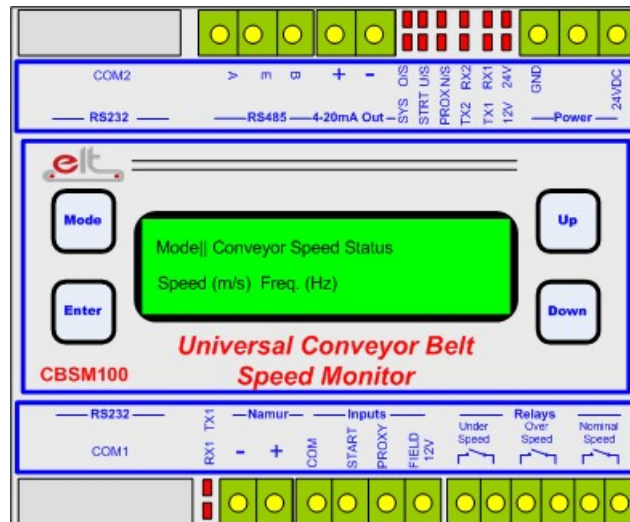 COM2
A E B
+ -
SYS O/S
STRT U/S
PROX N/S
TX2 RX2
TX1 RX1
12V 24V
GND
24VDC
RS232
RS485
4-20mA Out
Power
elt
Mode
Up
Mode|| Conveyor Speed Status
Speed (m/s) Freq. (Hz)
Enter
Down
Universal Conveyor Belt
Speed Monitor
CBSM100
RS232
RX1 TX1
Namur
Inputs
Relays
COM1
- +
COM
START
PROXY
FIELD
12V
Under
Speed
Over
Speed
Nominal
Speed